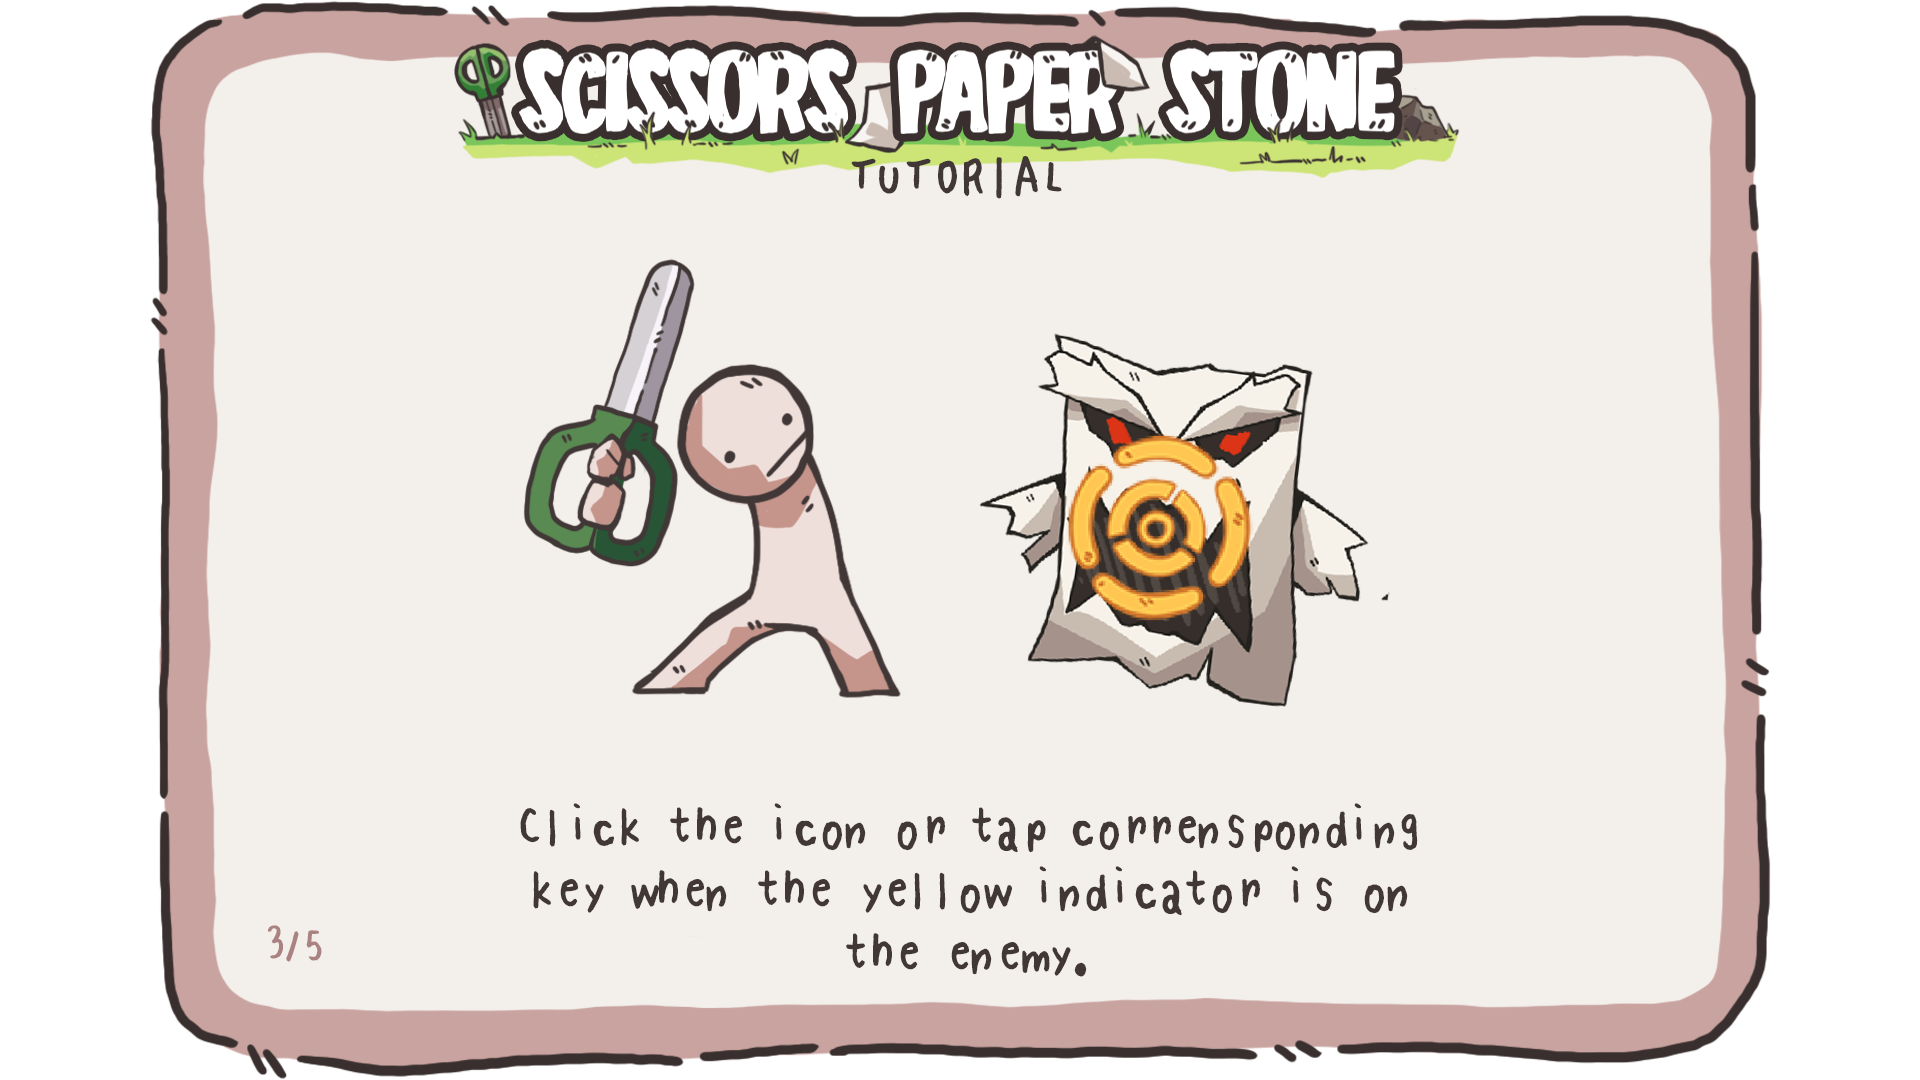 SCISSORS PAPER STONE
TUTORIAL
Click the icon or tap corrensponding
key when the yellow indicator is on
the enemy.
3/5